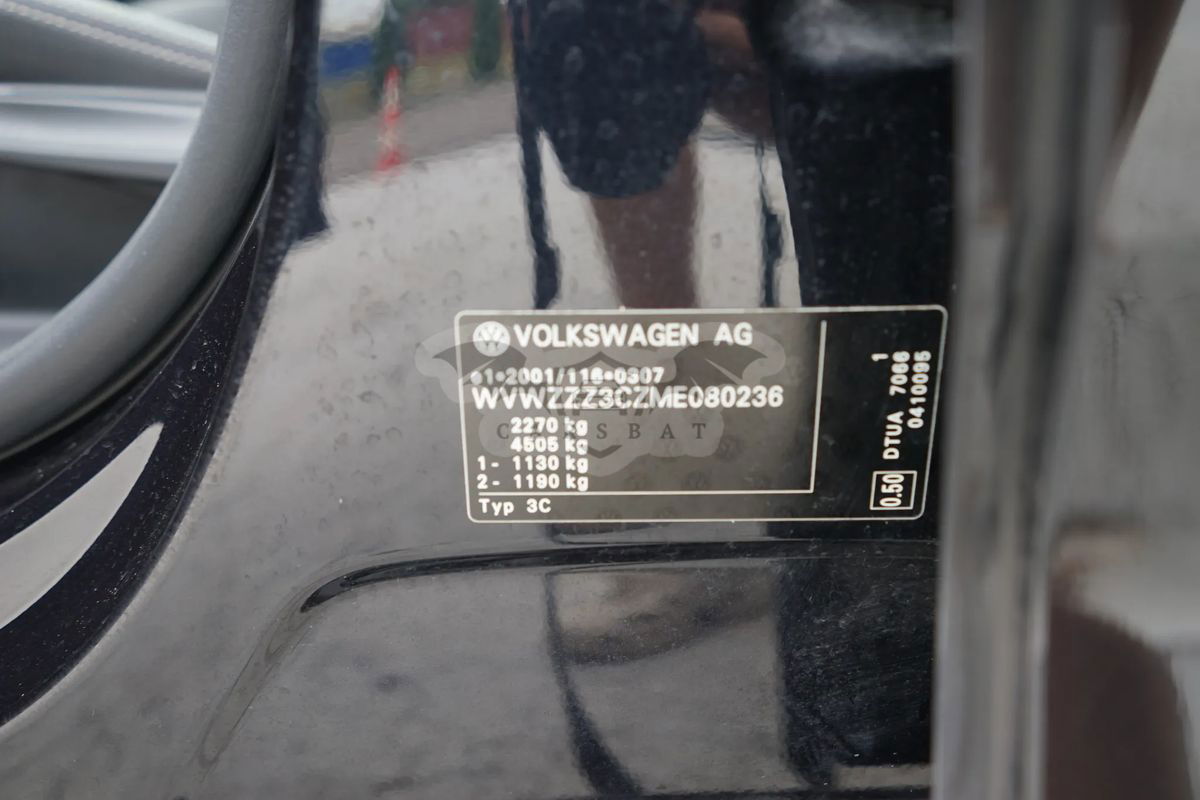 VOLKSWAGEN AG
e1*2001/116*0307
WVWZZZ3CZME080236
2270 kg
4505 kg
1- 1130 kg
2- 1190 kg
Typ 3C
1
DTUA 7066
0410095
0.50
CARSBAT